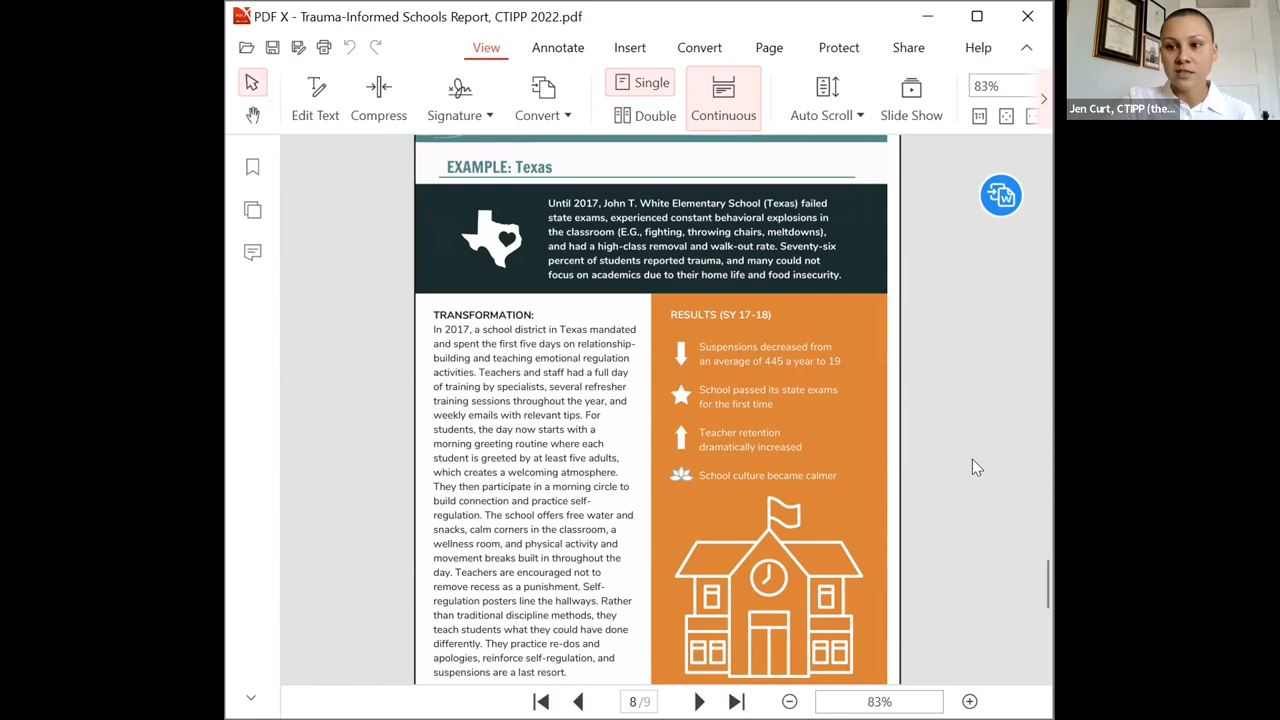 PDF X - Trauma-Informed Schools Report, CTIPP 2022.pdf
View Annotate Insert Convert Page Protect Share Help
Edit Text Compress Signature Convert Single Double Continuous Auto Scroll Slide Show 83%
Jen Curt, CTIPP (the...
EXAMPLE: Texas
Until 2017, John T. White Elementary School (Texas) failed
state exams, experienced constant behavioral explosions in
the classroom (E.G., fighting, throwing chairs, meltdowns),
and had a high-class removal and walk-out rate. Seventy-six
percent of students reported trauma, and many could not
focus on academics due to their home life and food insecurity.
TRANSFORMATION:
In 2017, a school district in Texas mandated
and spent the first five days on relationship-
building and teaching emotional regulation
activities. Teachers and staff had a full day
of training by specialists, several refresher
training sessions throughout the year, and
weekly emails with relevant tips. For
students, the day now starts with a
morning greeting routine where each
student is greeted by at least five adults,
which creates a welcoming atmosphere.
They then participate in a morning circle to
build connection and practice self-
regulation. The school offers free water and
snacks, calm corners in the classroom, a
wellness room, and physical activity and
movement breaks built in throughout the
day. Teachers are encouraged not to
remove recess as a punishment. Self-
regulation posters line the hallways. Rather
than traditional discipline methods, they
teach students what they could have done
differently. They practice re-dos and
apologies, reinforce self-regulation, and
suspensions are a last resort.
RESULTS (SY 17-18)
Suspensions decreased from
an average of 445 a year to 19
School passed its state exams
for the first time
Teacher retention
dramatically increased
School culture became calmer
8 /9
83%